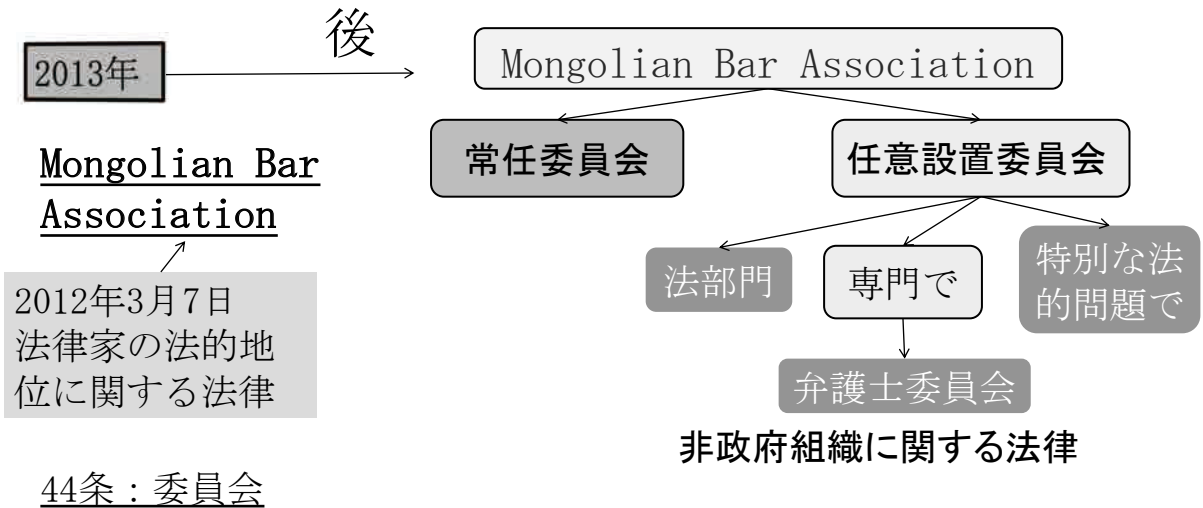 2013年
後
Mongolian Bar Association
常任委員会
任意設置委員会
Mongolian Bar
Association
法部門
専門で
特別な法
的問題で
2012年3月7日
法律家の法的地
位に関する法律
弁護士委員会
非政府組織に関する法律
44条：委員会